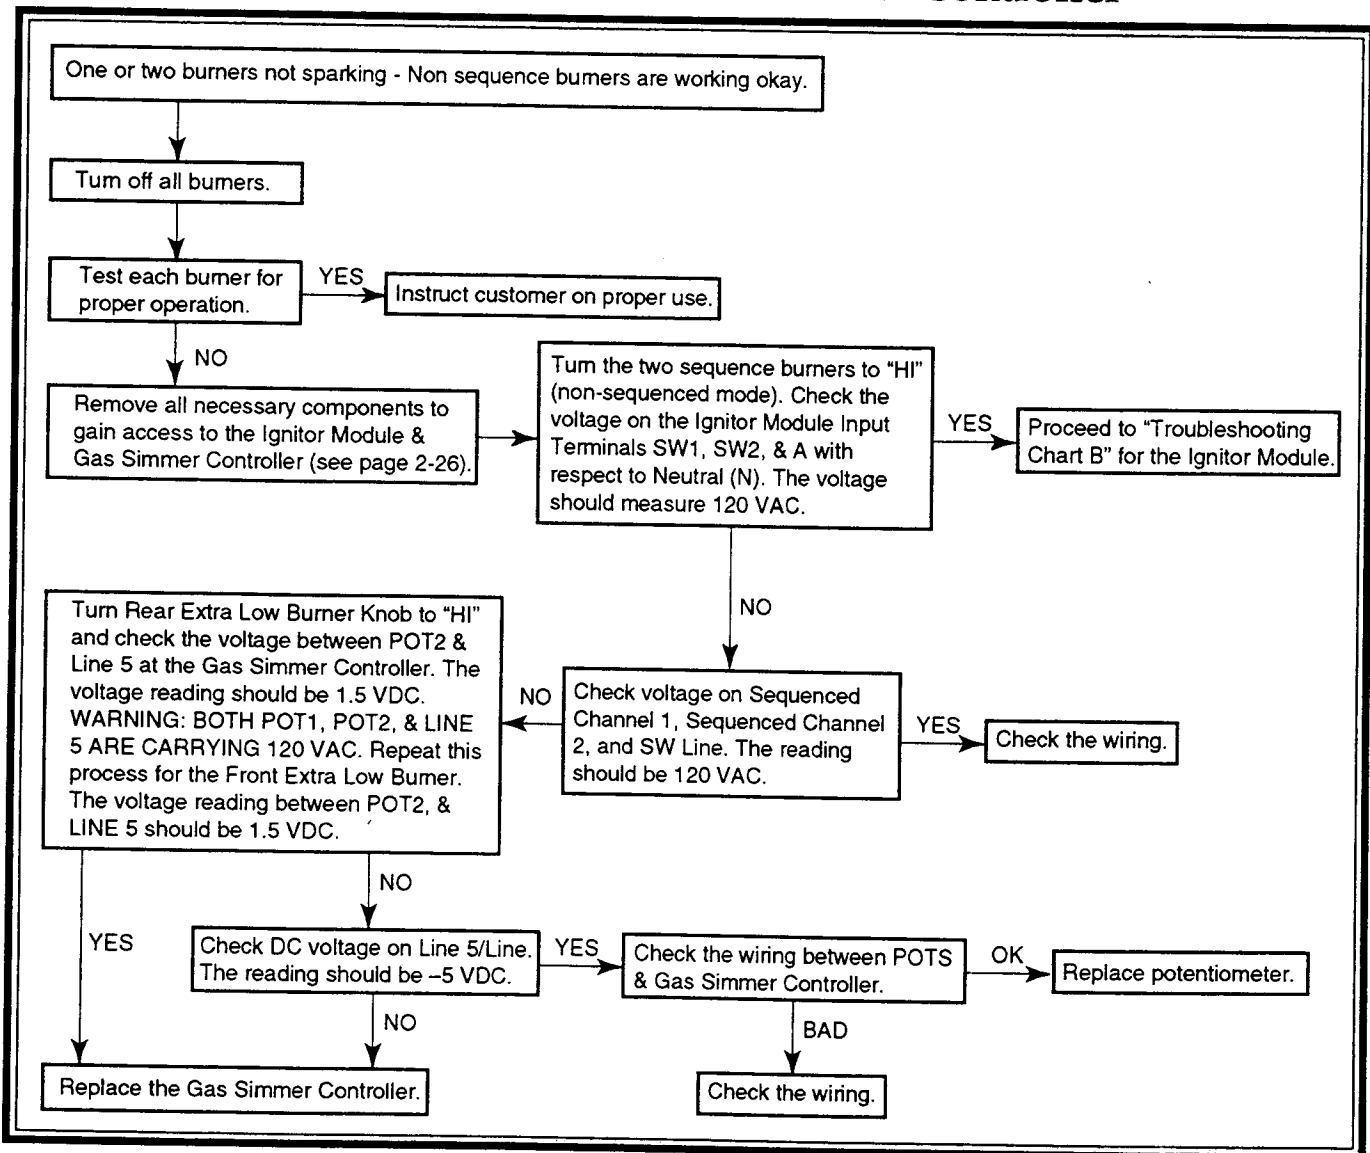 Controller
One or two burners not sparking - Non sequence burners are working okay.
Turn off all burners.
Test each burner for
proper operation.
YES
Instruct customer on proper use.
NO
Remove all necessary components to
gain access to the Ignitor Module &
Gas Simmer Controller (see page 2-26).
Turn the two sequence burners to “HI”
(non-sequenced mode). Check the
voltage on the Ignitor Module Input
Terminals SW1, SW2, & A with
respect to Neutral (N). The voltage
should measure 120 VAC.
YES
Proceed to “Troubleshooting
Chart B” for the Ignitor Module.
NO
Check voltage on Sequenced
Channel 1, Sequenced Channel
2, and SW Line. The reading
should be 120 VAC.
YES
Check the wiring.
NO
Turn Rear Extra Low Burner Knob to “HI”
and check the voltage between POT2 &
Line 5 at the Gas Simmer Controller. The
voltage reading should be 1.5 VDC.
WARNING: BOTH POT1, POT2, & LINE
5 ARE CARRYING 120 VAC. Repeat this
process for the Front Extra Low Burner.
The voltage reading between POT2, &
LINE 5 should be 1.5 VDC.
YES
NO
Check DC voltage on Line 5/Line.
The reading should be –5 VDC.
YES
Check the wiring between POTS
& Gas Simmer Controller.
OK
Replace potentiometer.
NO
BAD
Replace the Gas Simmer Controller.
Check the wiring.